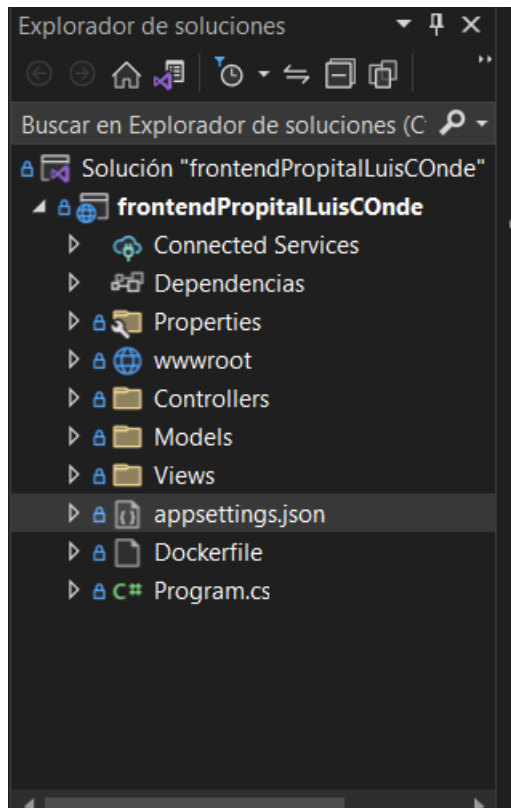 Explorador de soluciones
Buscar en Explorador de soluciones (C
Solución "frontendPropitalLuisCOnde"
frontendPropitalLuisCOnde
Connected Services
Dependencias
Properties
wwwroot
Controllers
Models
Views
appsettings.json
Dockerfile
C# Program.cs